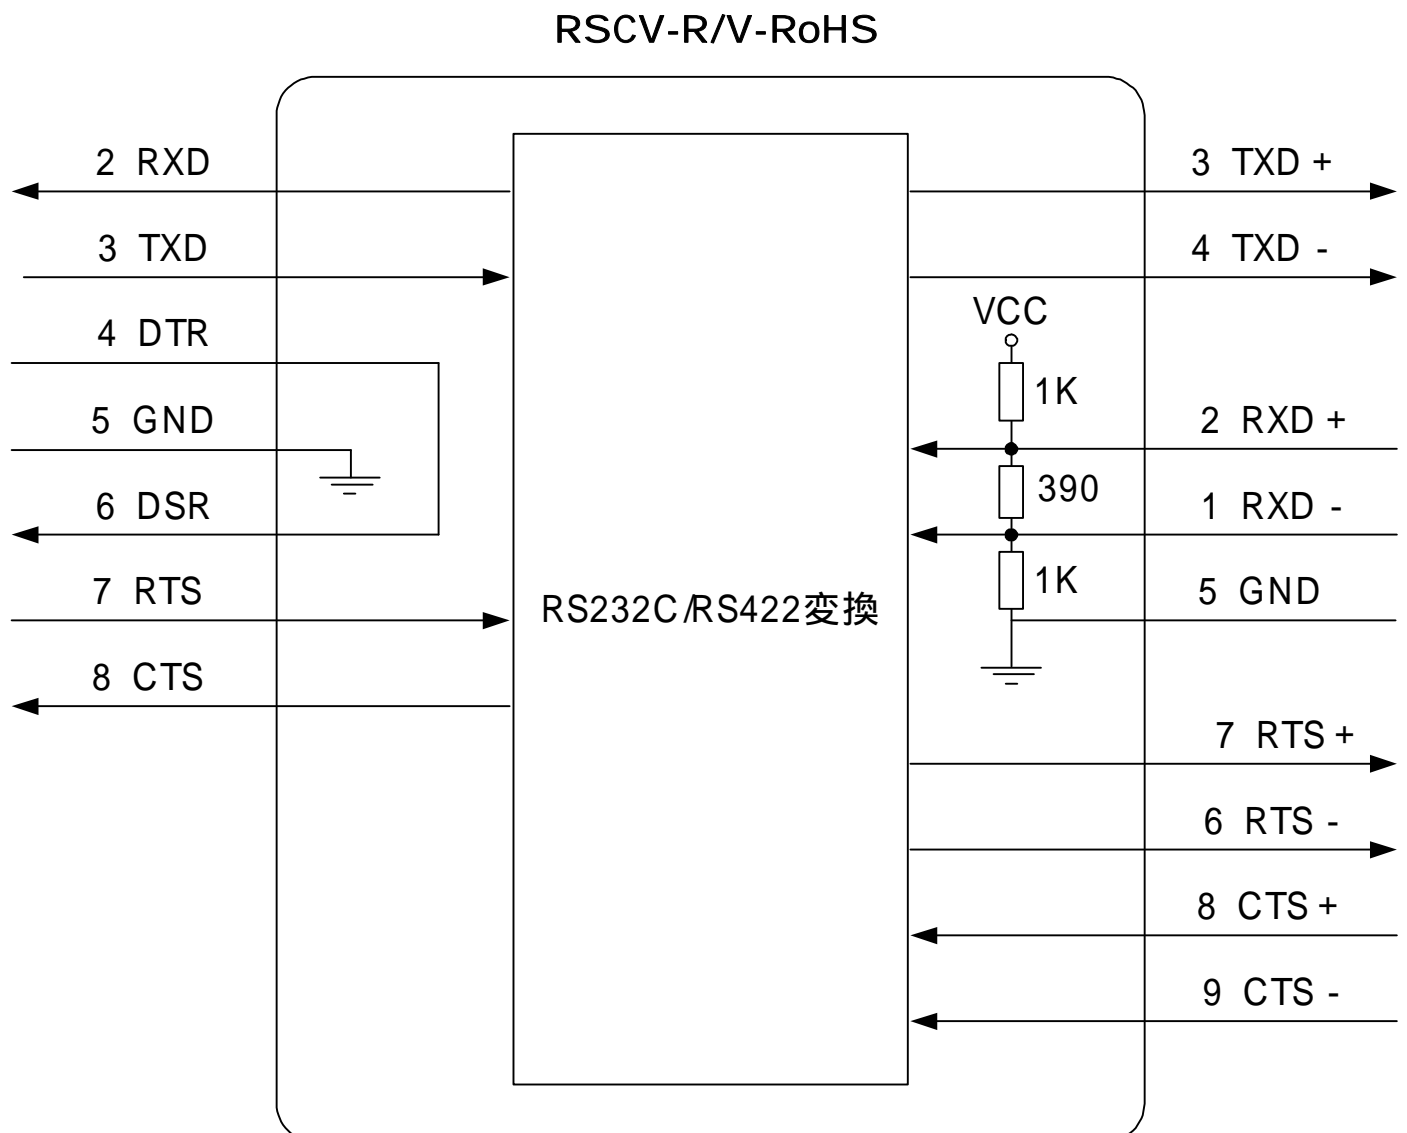 RSCV-R/V-RoHS
2 RXD
3 TXD
4 DTR
5 GND
6 DSR
7 RTS
8 CTS
RS232C/RS422変換
3 TXD +
4 TXD -
VCC
1K
2 RXD +
390
1 RXD -
1K
5 GND
7 RTS +
6 RTS -
8 CTS +
9 CTS -